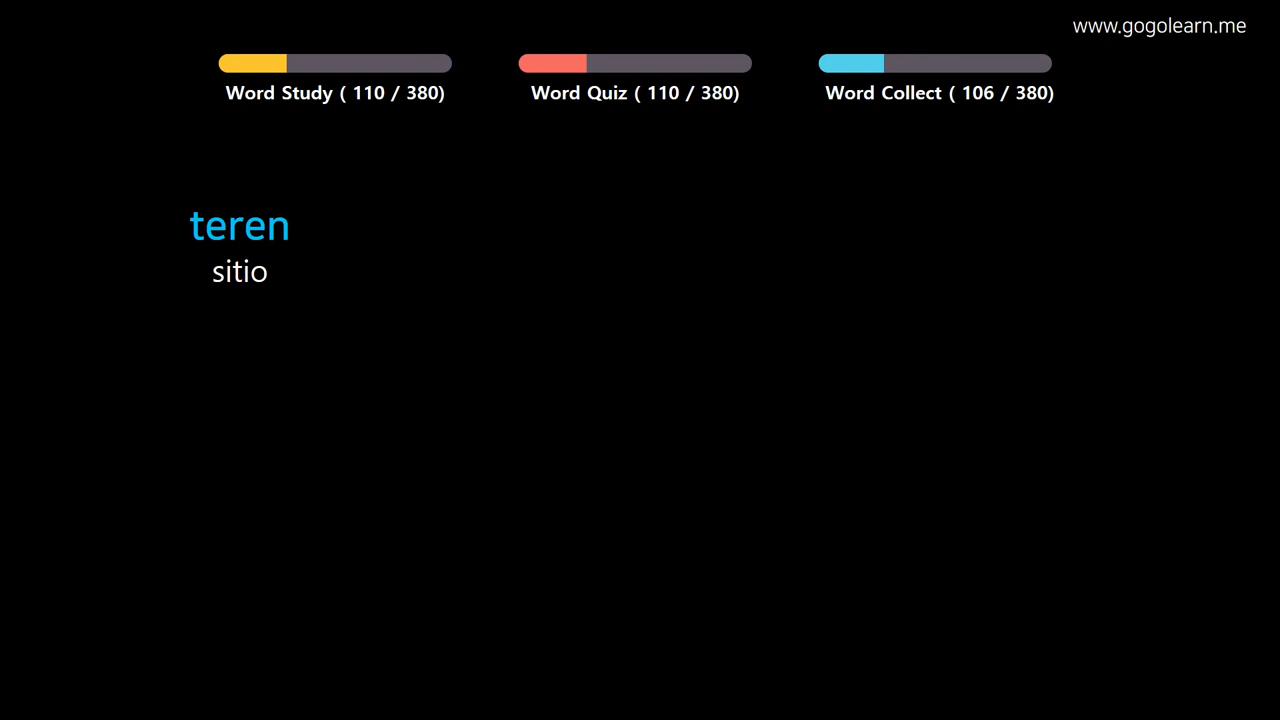 www.gogolearn.me
Word Study ( 110 / 380)
Word Quiz ( 110 / 380)
Word Collect ( 106 / 380)
teren
sitio